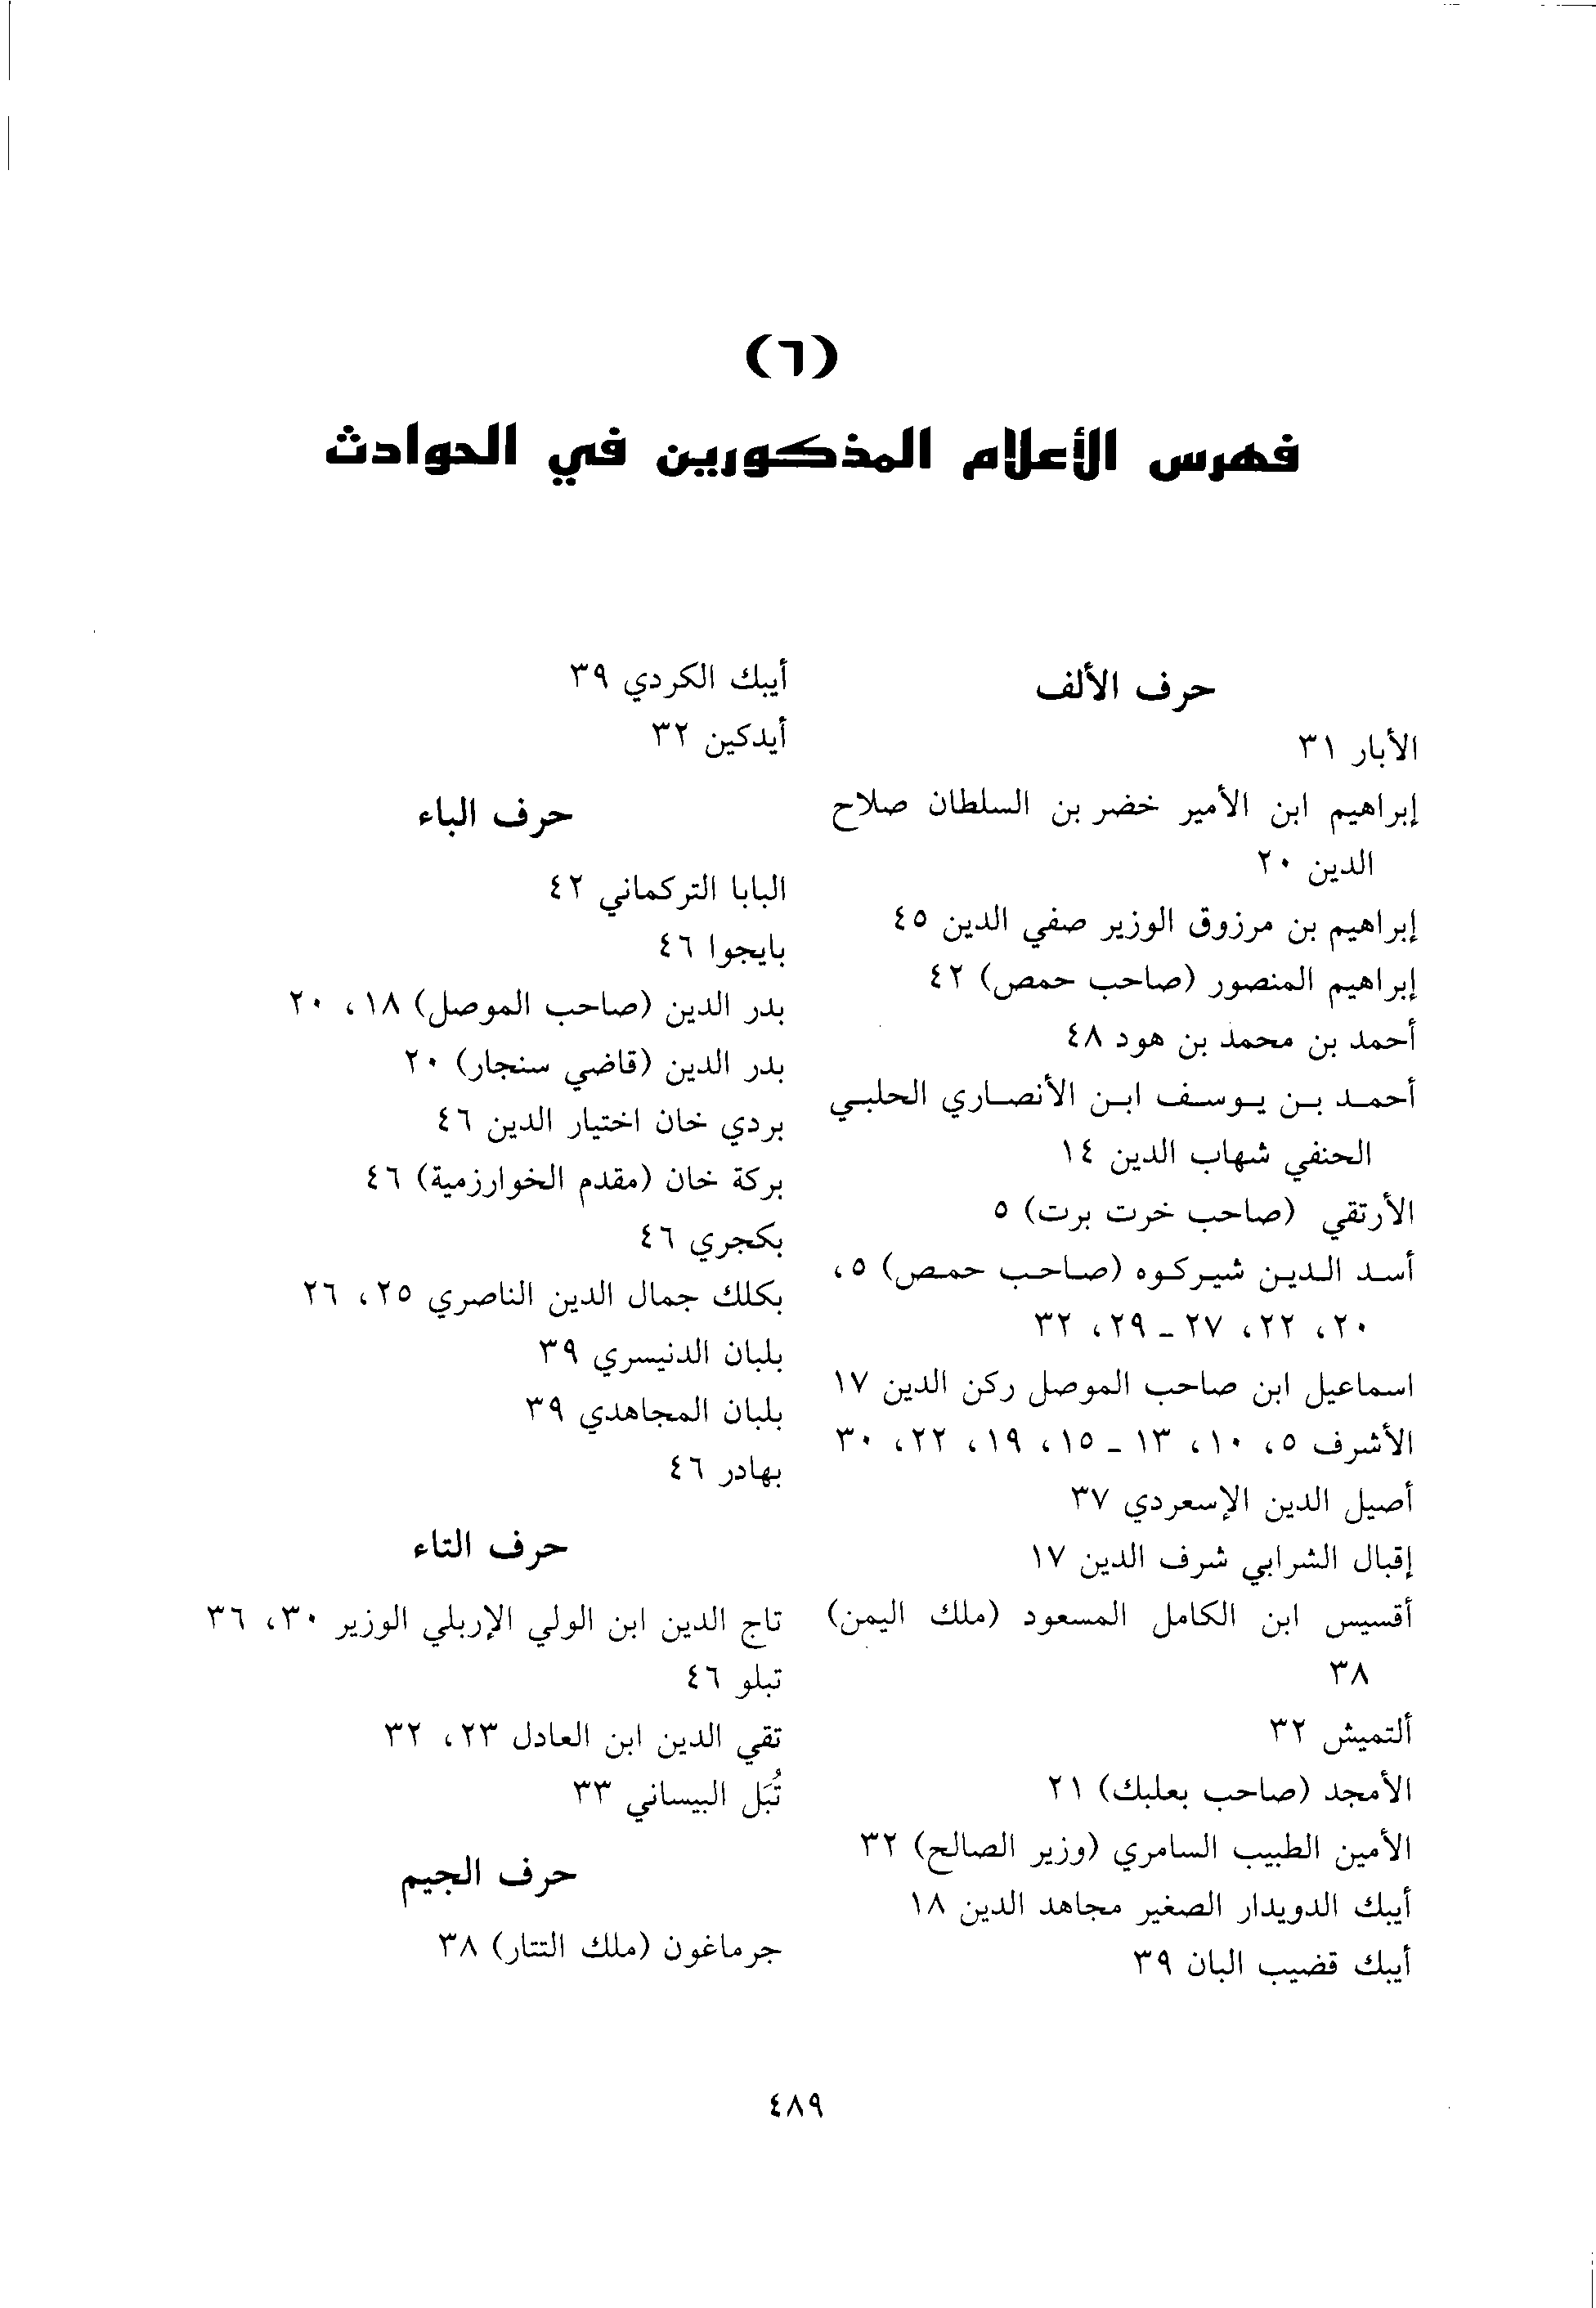 (٦)
فهرس الأعلام المذكورين في الحوادث
حرف الألف
الأبار ٣١
إبراهيم ابن الأمير خضر بن السلطان صلاح
الدين ٢٠
إبراهيم بن مرزوق الوزير صفي الدين ٤٥
إبراهيم المنصور (صاحب حمص) ٤٢
أحمد بن محمد بن هود ٤٨
أحمد بن يوسف ابن الأنصاري الحلبي
الحنفي شهاب الدين ١٤
الأرتقي (صاحب خرت برت) ٥
أسد الدين شيركوه (صاحب حمص) ٥،
٢٠، ٢٢، ٢٧ - ٢٩، ٣٢
اسماعيل ابن صاحب الموصل ركن الدين ١٧
الأشرف ٥، ١٠، ١٣ - ١٥، ١٩، ٢٢، ٣٠
أصيل الدين الإسعردي ٣٧
إقبال الشرابي شرف الدين ١٧
أقسيس ابن الكامل المسعود (ملك اليمن)
٣٨
ألتميش ٣٢
الأمجد (صاحب بعلبك) ٢١
الأمين الطبيب السامري (وزير الصالح) ٣٢
أيبك الدويدار الصغير مجاهد الدين ١٨
أيبك قضيب البان ٣٩
أيبك الكردي ٣٩
أيدكين ٣٢
حرف الباء
البابا التركماني ٤٢
بايجوا ٤٦
بدر الدين (صاحب الموصل) ١٨، ٢٠
بدر الدين (قاضي سنجار) ٢٠
بردي خان اختيار الدين ٤٦
بركة خان (مقدم الخوارزمية) ٤٦
بكجري ٤٦
بكلك جمال الدين الناصري ٢٥، ٢٦
بلبان الدنيسري ٣٩
بلبان المجاهدي ٣٩
بهادر ٤٦
حرف التاء
تاج الدين ابن الولي الإربلي الوزير ٣٠، ٣٦
تبلو ٤٦
تقي الدين ابن العادل ٢٣، ٣٢
تُبَل البيساني ٣٣
حرف الجيم
جرماغون (ملك التتار) ٣٨
٤٨٩